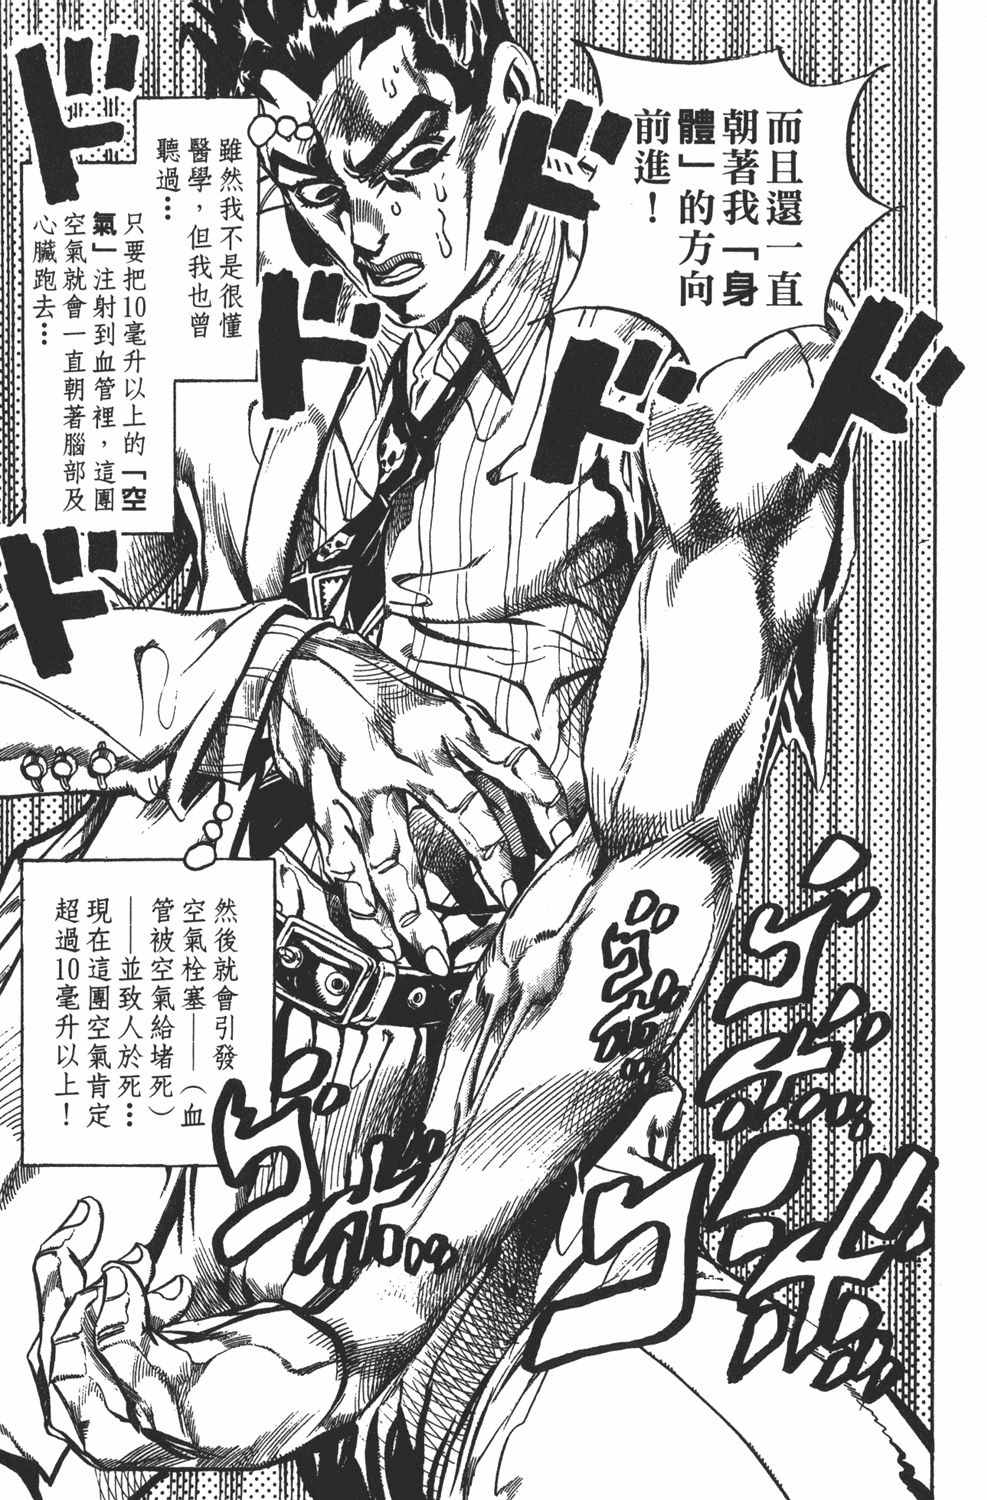 而且還一直
朝著我「身
體」的方向
前進！
雖然我不是很懂
醫學，但我也曾
聽過…
只要把10毫升以上的「空
氣」注射到血管裡，這團
空氣就會一直朝著腦部及
心臟跑去…
ド
ド
ド
ド
ド
ド
ド
然後就會引發
空氣栓塞——（血
管被空氣給堵死）
——並致人於死…
現在這團空氣肯定
超過10毫升以上！